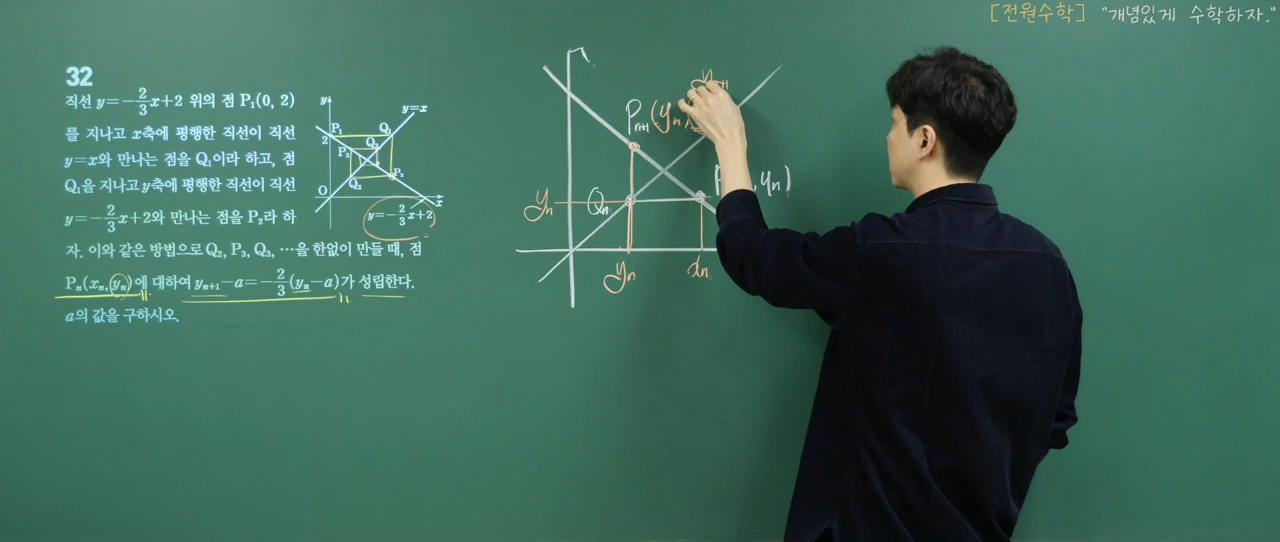 [전원수학] "개념있게 수학하자."
32
직선 y=-2/3x+2 위의 점 P₁(0, 2)
를 지나고 x축에 평행한 직선이 직선
y=x와 만나는 점을 Q₁이라 하고, 점
Q₁을 지나고 y축에 평행한 직선이 직선
y=-2/3x+2와 만나는 점을 P₂라 하
자. 이와 같은 방법으로 Q₂, P₃, Q₃, …을 한없이 만들 때, 점
Pₙ(xₙ, yₙ)에 대하여 yₙ₊₁-a=-2/3(yₙ-a)가 성립한다.
a의 값을 구하시오.
y
y=x
P₁
Q₁
2
Q₂
P₂
O
x
y=-2/3x+2
Pₙ₊₁(yₙ
yₙ₊₁
, yₙ)
yₙ
Qₙ
yₙ
xₙ